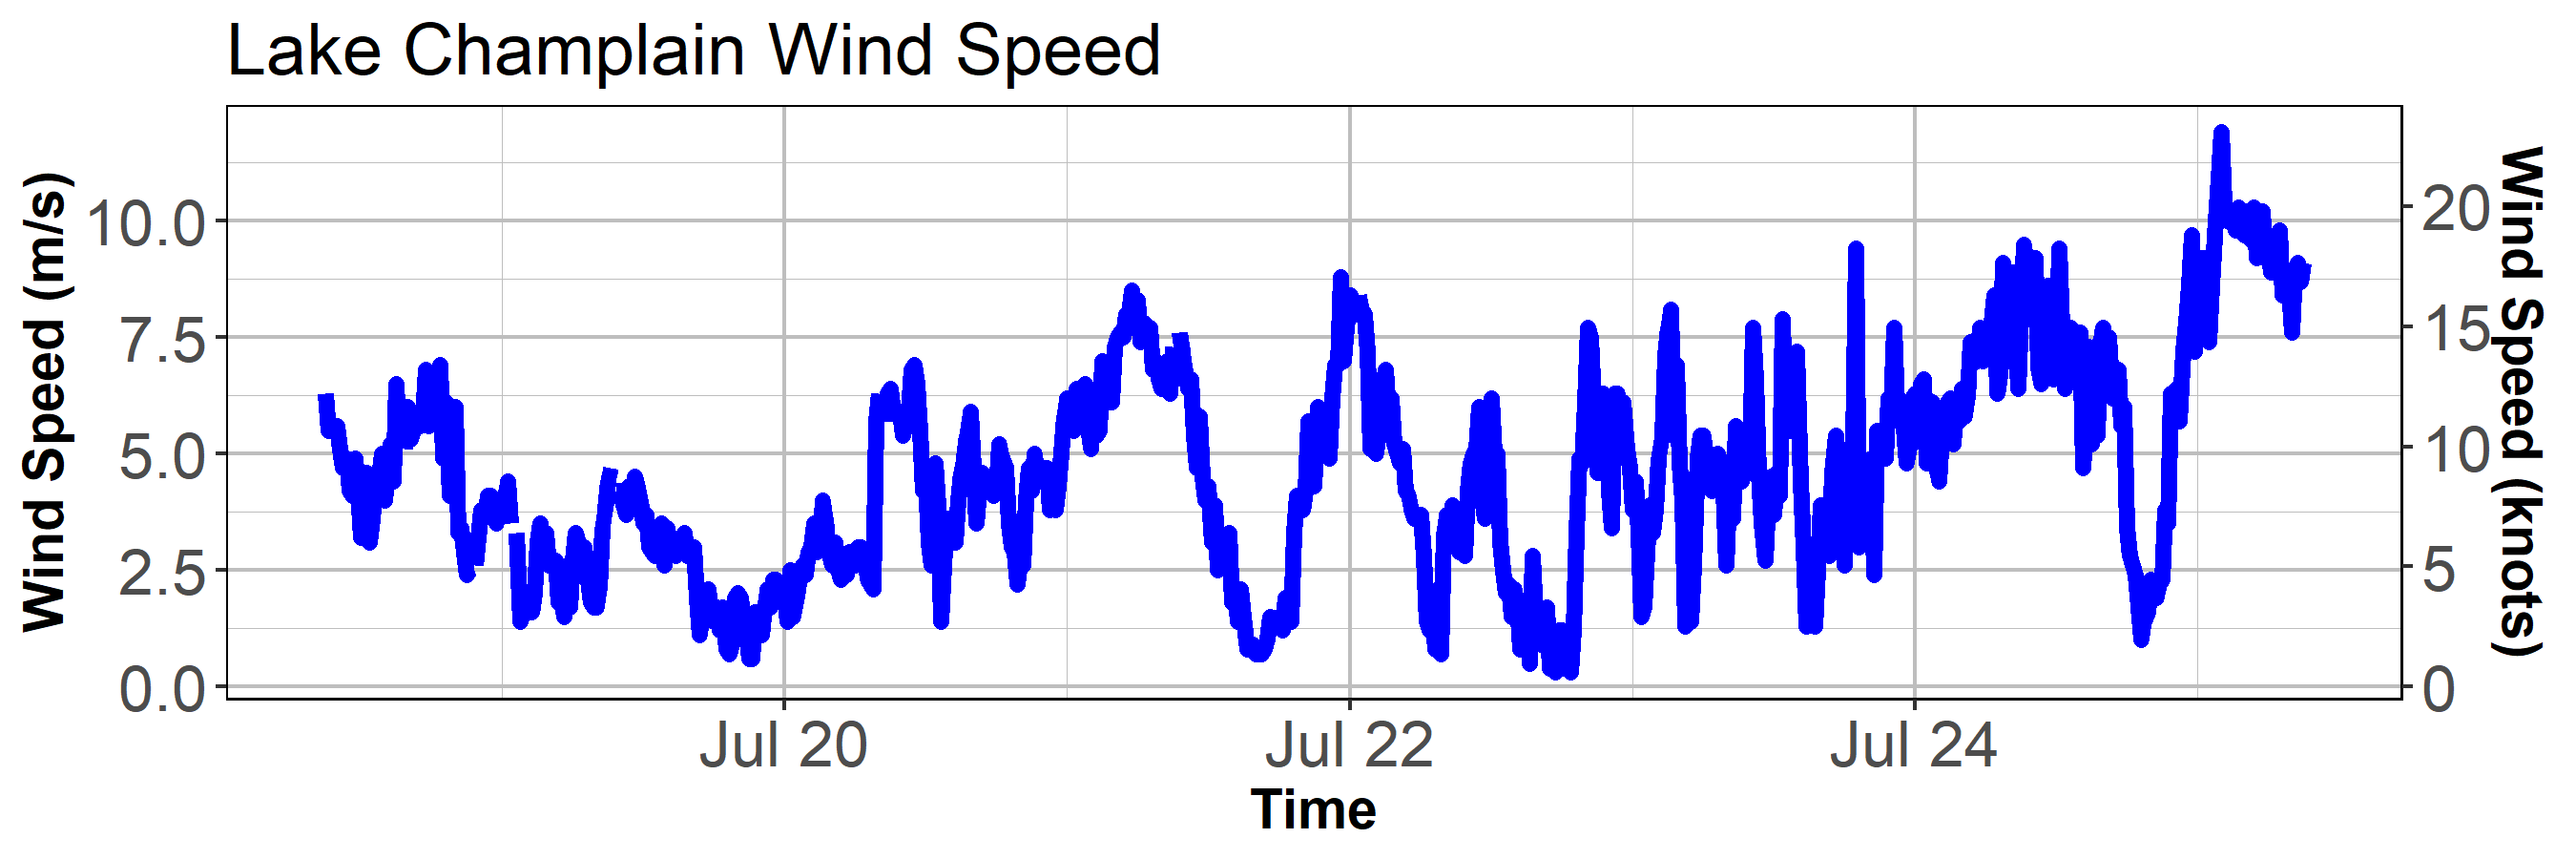 Lake Champlain Wind Speed
Wind Speed (m/s)
10.0
7.5
5.0
2.5
0.0
20
15
10
5
0
Wind Speed (knots)
Jul 20
Jul 22
Jul 24
Time